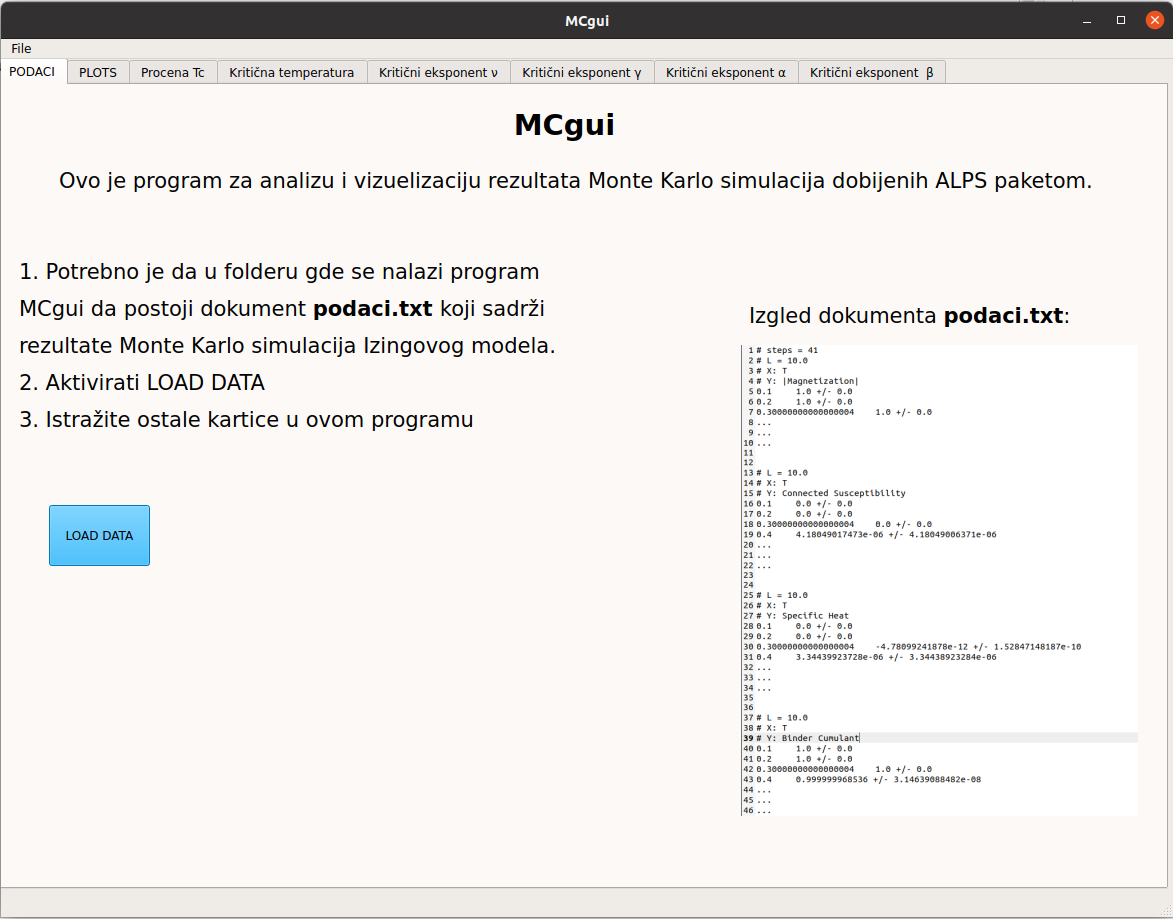 MCgui
File
PODACI
PLOTS
Procena Tc
Kritična temperatura
Kritični eksponent ν
Kritični eksponent γ
Kritični eksponent α
Kritični eksponent β
MCgui
Ovo je program za analizu i vizuelizaciju rezultata Monte Karlo simulacija dobijenih ALPS paketom.
1. Potrebno je da u folderu gde se nalazi program
MCgui da postoji dokument podaci.txt koji sadrži
rezultate Monte Karlo simulacija Izingovog modela.
2. Aktivirati LOAD DATA
3. Istražite ostale kartice u ovom programu
LOAD DATA
Izgled dokumenta podaci.txt:
1 # steps = 41
2 # L = 10.0
3 # X: T
4 # Y: |Magnetization|
5 0.1 1.0 +/- 0.0
6 0.2 1.0 +/- 0.0
7 0.30000000000000004 1.0 +/- 0.0
8 ...
9 ...
10 ...
11
12
13 # L = 10.0
14 # X: T
15 # Y: Connected Susceptibility
16 0.1 0.0 +/- 0.0
17 0.2 0.0 +/- 0.0
18 0.30000000000000004 0.0 +/- 0.0
19 0.4 4.18049017473e-06 +/- 4.18049006371e-06
20 ...
21 ...
22 ...
23
24
25 # L = 10.0
26 # X: T
27 # Y: Specific Heat
28 0.1 0.0 +/- 0.0
29 0.2 0.0 +/- 0.0
30 0.30000000000000004 -4.78099241878e-12 +/- 1.52847148187e-10
31 0.4 3.34439923728e-06 +/- 3.34438923284e-06
32 ...
33 ...
34 ...
35
36
37 # L = 10.0
38 # X: T
39 # Y: Binder Cumulant
40 0.1 1.0 +/- 0.0
41 0.2 1.0 +/- 0.0
42 0.30000000000000004 1.0 +/- 0.0
43 0.4 0.999999968536 +/- 3.14639088482e-08
44 ...
45 ...
46 ...